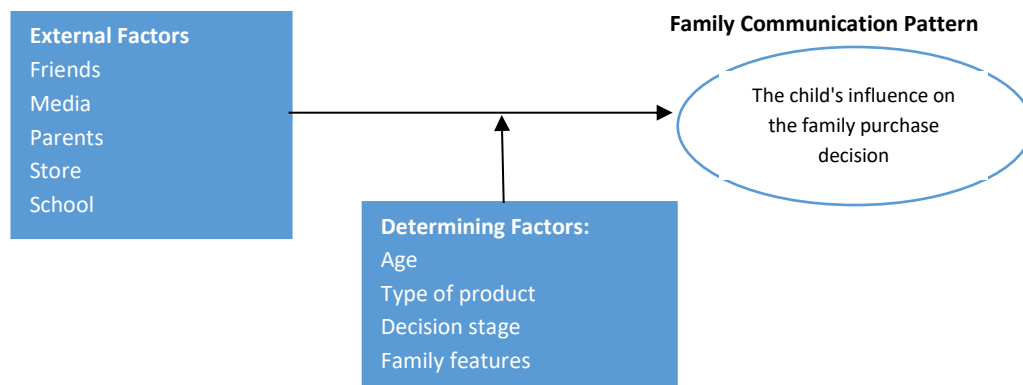 External Factors
Friends
Media
Parents
Store
School
Family Communication Pattern
The child's influence on
the family purchase
decision
Determining Factors:
Age
Type of product
Decision stage
Family features